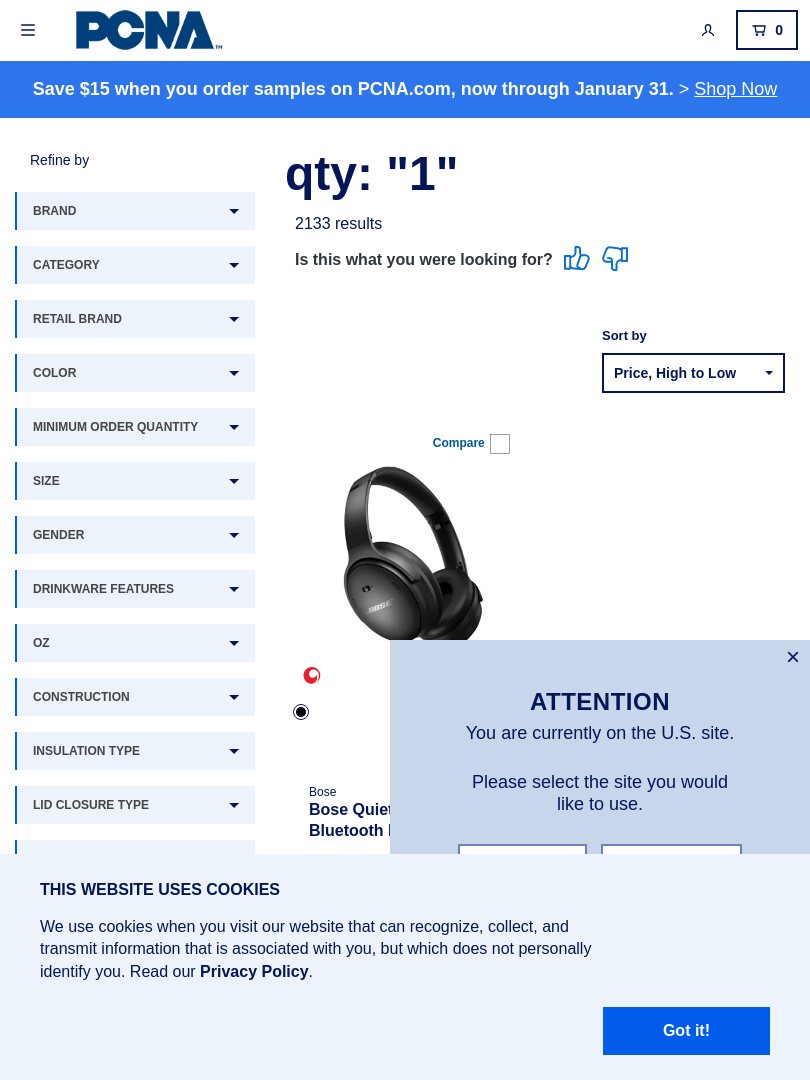 PCNA™
0
Save $15 when you order samples on PCNA.com, now through January 31. > Shop Now
Refine by
BRAND
CATEGORY
RETAIL BRAND
COLOR
MINIMUM ORDER QUANTITY
SIZE
GENDER
DRINKWARE FEATURES
OZ
CONSTRUCTION
INSULATION TYPE
LID CLOSURE TYPE
qty: "1"
2133 results
Is this what you were looking for?
Sort by
Price, High to Low
Compare
BOSE
Bose
Bose Quiet
Bluetooth
ATTENTION
You are currently on the U.S. site.
Please select the site you would
like to use.
THIS WEBSITE USES COOKIES
We use cookies when you visit our website that can recognize, collect, and
transmit information that is associated with you, but which does not personally
identify you. Read our Privacy Policy.
Got it!